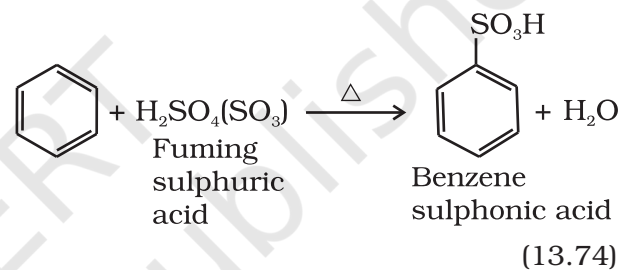 SO₃H
+ H₂SO₄(SO₃) △ + H₂O
Fuming
sulphuric
acid
Benzene
sulphonic acid
(13.74)